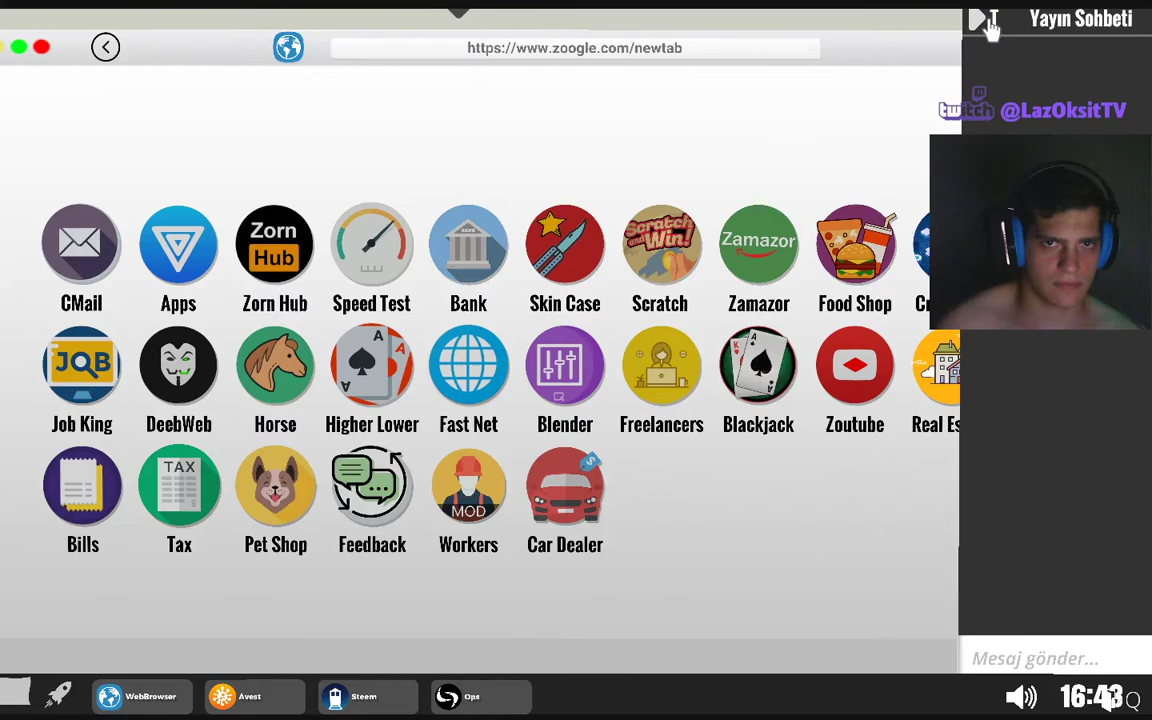 T Yayın Sohbeti
https://www.zoogle.com/newtab
twitch @LazOksitTV
Zorn Hub
Scratch and Win!
Zamazor
CMail Apps Zorn Hub Speed Test Bank Skin Case Scratch Zamazor Food Shop
JOB
Job King DeebWeb Horse Higher Lower Fast Net Blender Freelancers Blackjack Zoutube Real Es
TAX
MOD
Bills Tax Pet Shop Feedback Workers Car Dealer
Mesaj gönder...
WebBrowser Avest Steem Ops 16:43